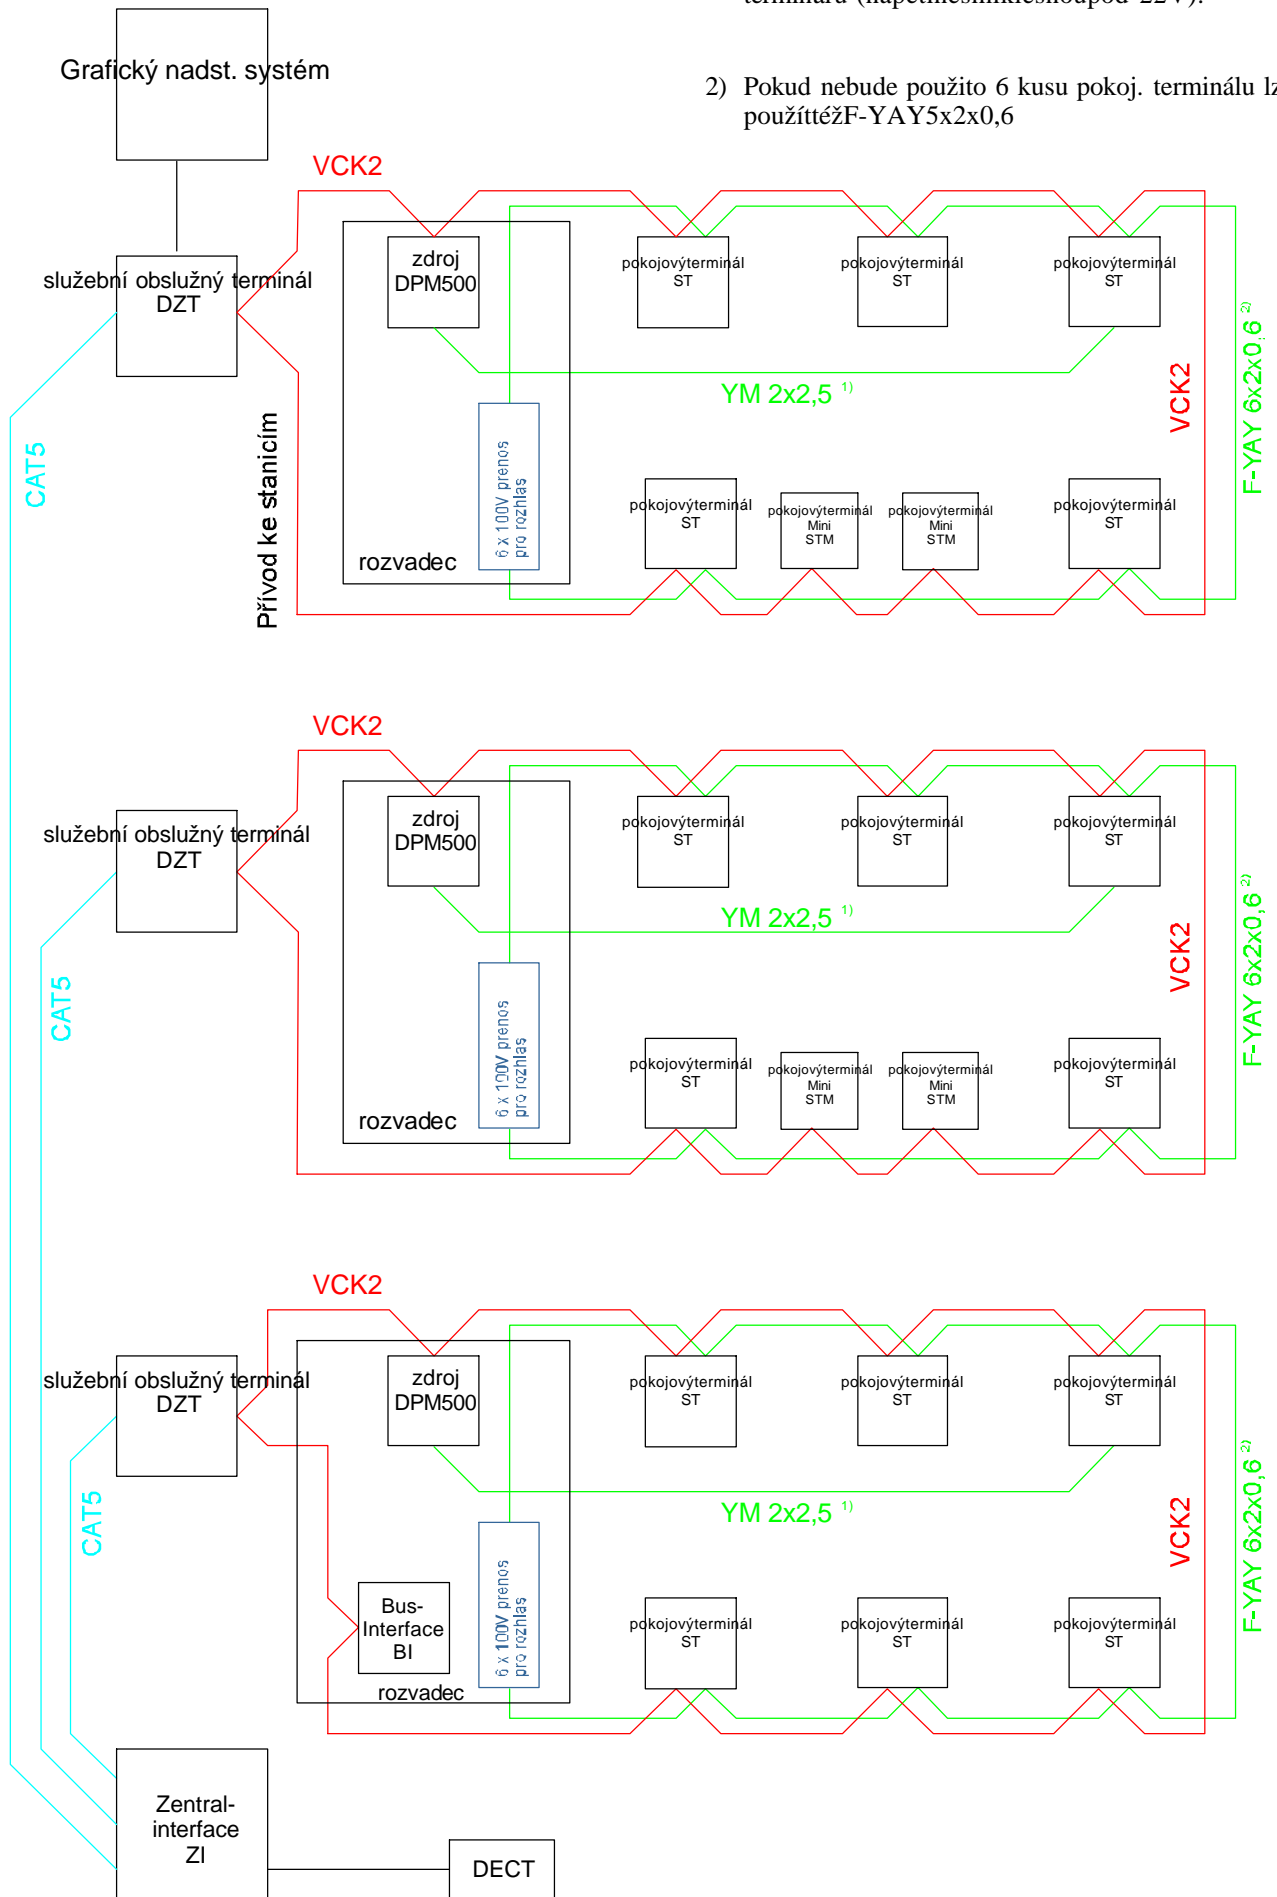 2) Pokud nebude použito 6 kusu pokoj. terminálu
použíttéžF-YAY5x2x0,6
Grafický nadst. systém
VCK2
služební obslužný terminál
DZT
zdroj
DPM500
pokojovýterminál
ST
pokojovýterminál
ST
pokojovýterminál
ST
YM 2x2,5 1)
VCK2
F-YAY 6x2x0,6 2)
CAT5
Přívod ke stanicím
6 x 100V prenos
pro rozhlas
rozvadec
pokojovýterminál
ST
pokojovýterminál
Mini
STM
pokojovýterminál
Mini
STM
pokojovýterminál
ST
VCK2
služební obslužný terminál
DZT
zdroj
DPM500
pokojovýterminál
ST
pokojovýterminál
ST
pokojovýterminál
ST
YM 2x2,5 1)
VCK2
F-YAY 6x2x0,6 2)
CAT5
6 x 100V prenos
pro rozhlas
rozvadec
pokojovýterminál
ST
pokojovýterminál
Mini
STM
pokojovýterminál
Mini
STM
pokojovýterminál
ST
VCK2
služební obslužný terminál
DZT
zdroj
DPM500
pokojovýterminál
ST
pokojovýterminál
ST
pokojovýterminál
ST
YM 2x2,5 1)
VCK2
F-YAY 6x2x0,6 2)
CAT5
6 x 100V prenos
pro rozhlas
Bus-
Interface
BI
rozvadec
pokojovýterminál
ST
pokojovýterminál
ST
pokojovýterminál
ST
Zentral-
interface
ZI
DECT